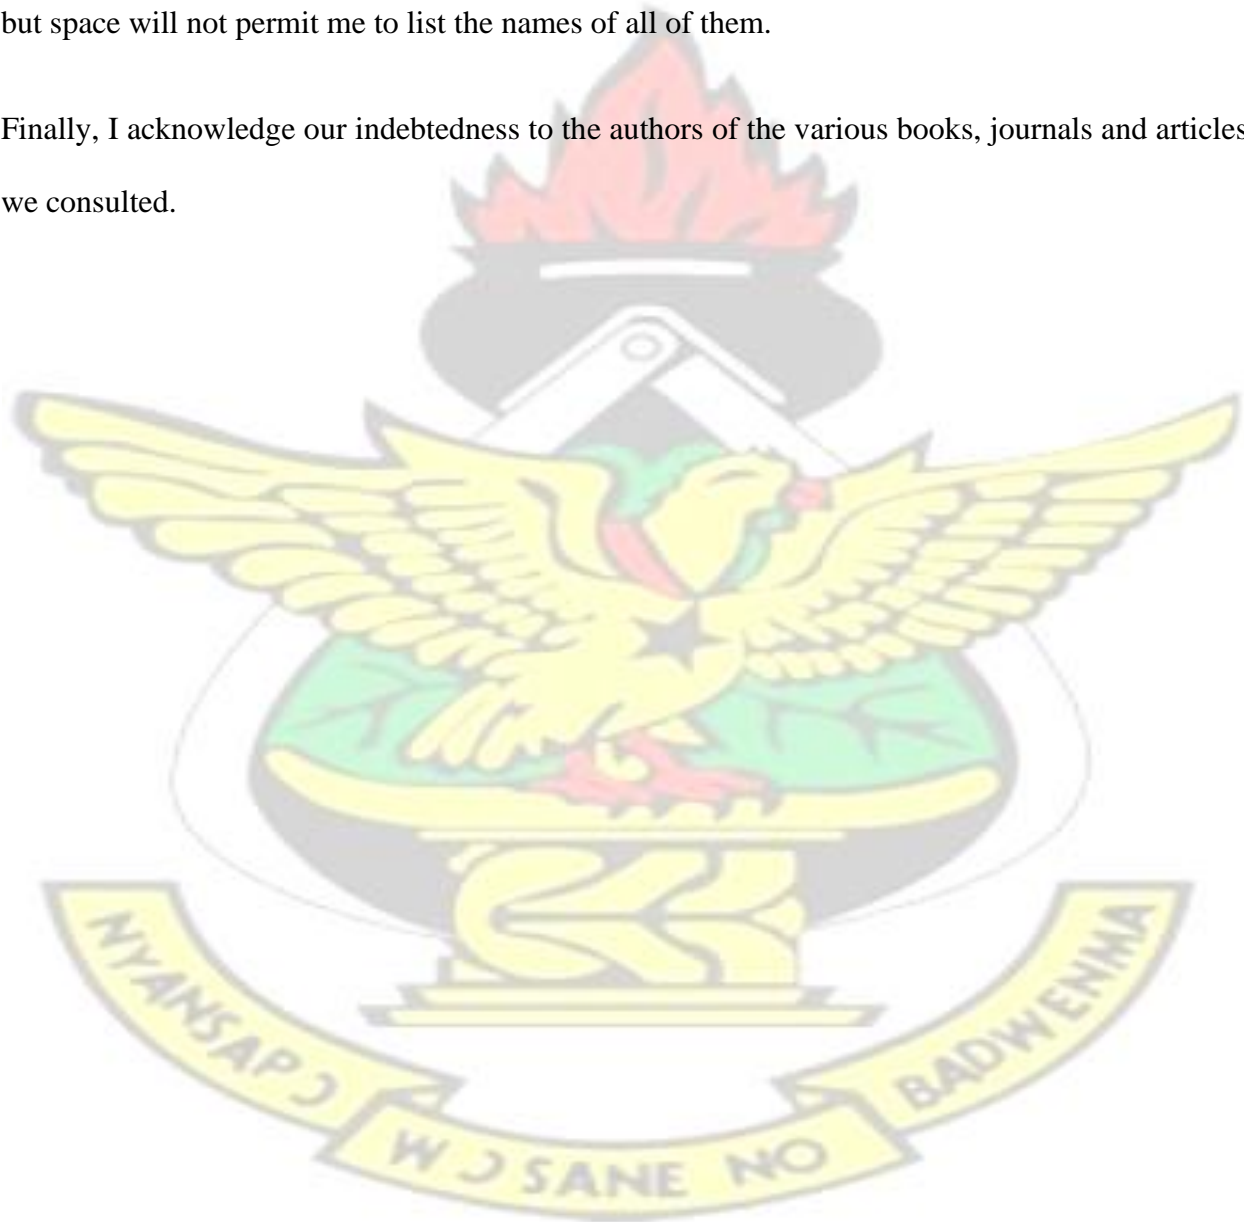 but space will not permit me to list the names of all of them.
Finally, I acknowledge our indebtedness to the authors of the various books, journals and articles
we consulted.
NYANSAPƆ
WƆSANE NO
BADWENMA